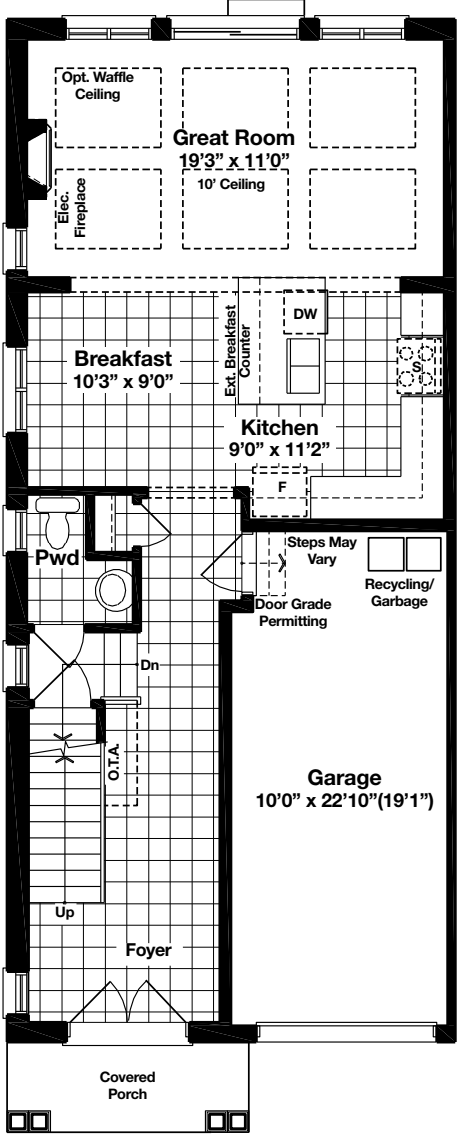 Opt. Waffle
Ceiling
Great Room
19'3" x 11'0"
10' Ceiling
Elec.
Fireplace
DW
Ext. Breakfast
Counter
Breakfast
10'3" x 9'0"
S
Kitchen
9'0" x 11'2"
F
Pwd
Steps May
Vary
Recycling/
Garbage
Door Grade
Permitting
Dn
O.T.A.
Garage
10'0" x 22'10"(19'1")
Up
Foyer
Covered
Porch